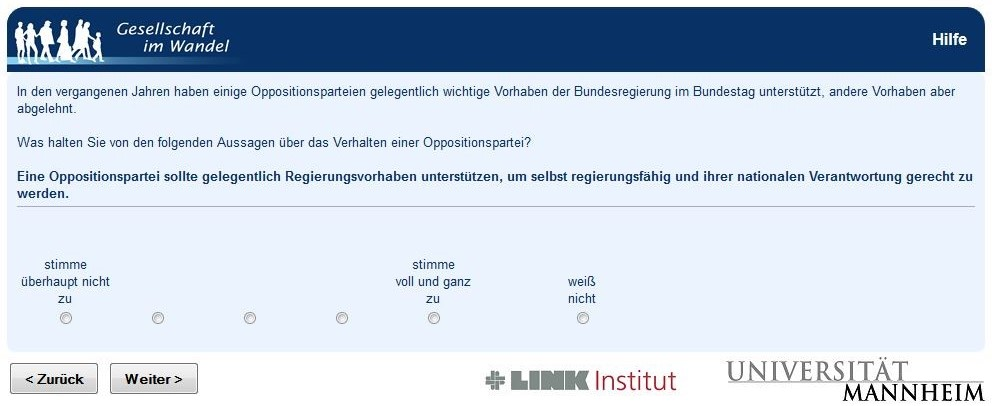 Gesellschaft
im Wandel
Hilfe
In den vergangenen Jahren haben einige Oppositionsparteien gelegentlich wichtige Vorhaben der Bundesregierung im Bundestag unterstützt, andere Vorhaben aber
abgelehnt.
Was halten Sie von den folgenden Aussagen über das Verhalten einer Oppositionspartei?
Eine Oppositionspartei sollte gelegentlich Regierungsvorhaben unterstützen, um selbst regierungsfähig und ihrer nationalen Verantwortung gerecht zu
werden.
stimme
überhaupt nicht
zu
stimme
voll und ganz
zu
weiß
nicht
< Zurück
Weiter >
LINK Institut
UNIVERSITÄT
MANNHEIM